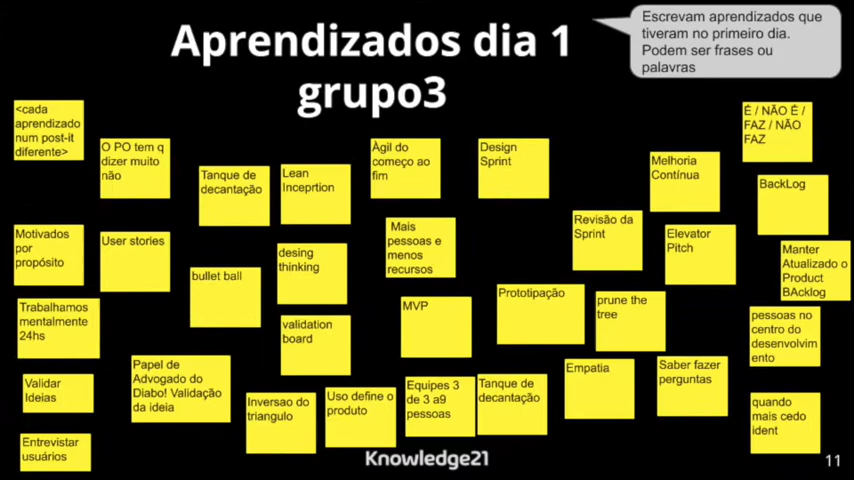 Aprendizados dia 1
grupo3
Escrevam aprendizados que
tiveram no primeiro dia.
Podem ser frases ou
palavras
<cada
aprendizado
num post-it
diferente>
O PO tem q
dizer muito
não
Tanque de
decantação
Lean
Inceprtion
Àgil do
começo ao
fim
Design
Sprint
Melhoria
Contínua
É / NÃO É /
FAZ / NÃO
FAZ
BackLog
Motivados
por
propósito
User stories
bullet ball
desing
thinking
Mais
pessoas e
menos
recursos
Revisão da
Sprint
Elevator
Pitch
Manter
Atualizado o
Product
BAcklog
Trabalhamos
mentalmente
24hs
validation
board
MVP
Prototipação
prune the
tree
pessoas no
centro do
desenvolvim
ento
Validar
Ideias
Papel de
Advogado do
Diabo! Validação
da ideia
Inversao do
triangulo
Uso define o
produto
Equipes 3
de 3 a9
pessoas
Tanque de
decantação
Empatia
Saber fazer
perguntas
quando
mais cedo
ident
Entrevistar
usuários
Knowledge21
11